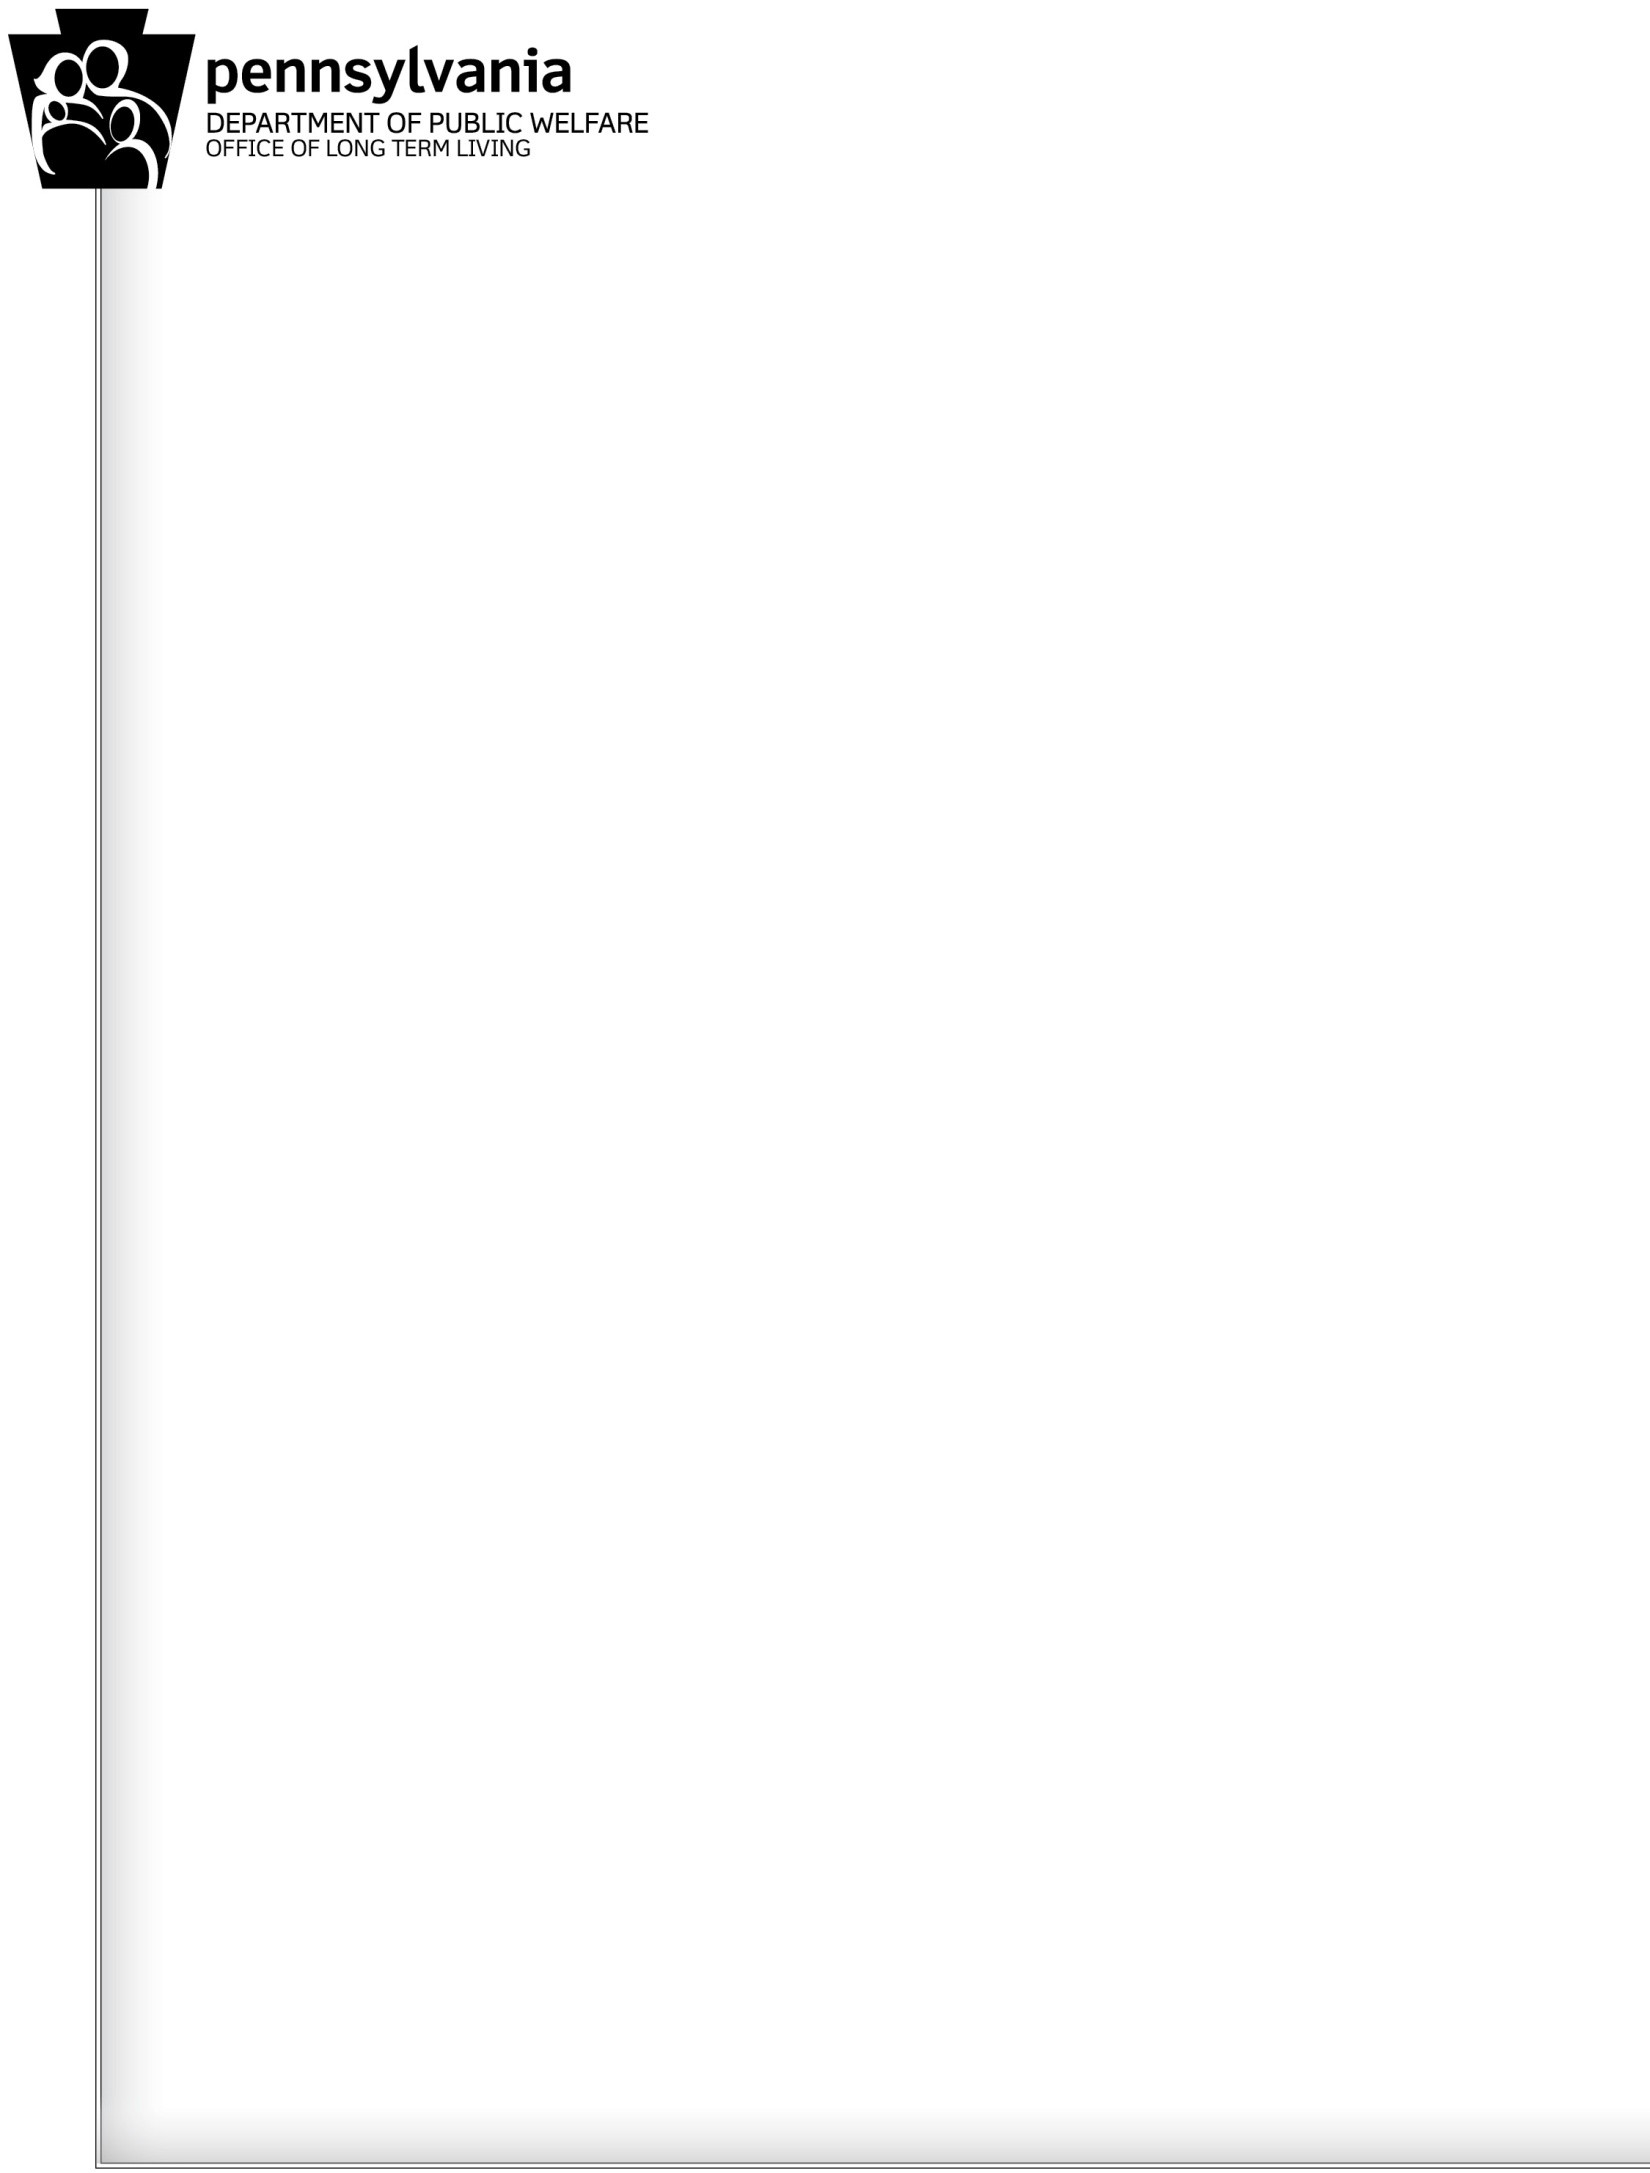 pennsylvania
DEPARTMENT OF PUBLIC WELFARE
OFFICE OF LONG TERM LIVING